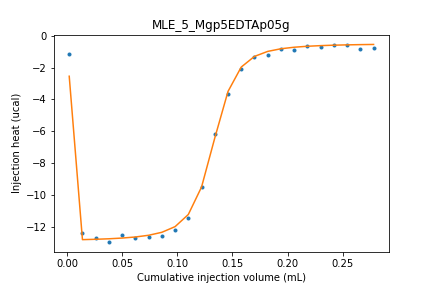 MLE_5_Mgp5EDTAp05g
0
−2
−4
−6
−8
−10
−12
Injection heat (ucal)
0.00 0.05 0.10 0.15 0.20 0.25
Cumulative injection volume (mL)